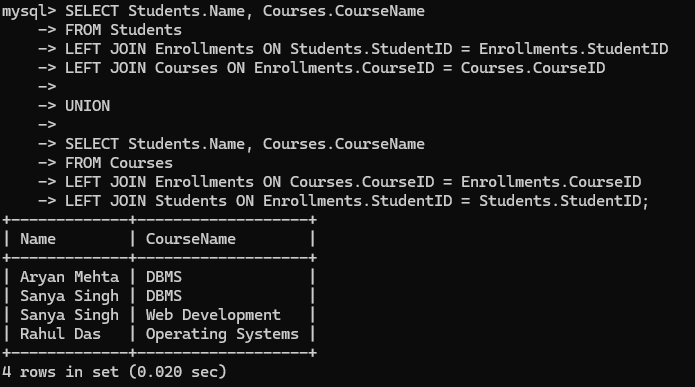 mysql> SELECT Students.Name, Courses.CourseName
    -> FROM Students
    -> LEFT JOIN Enrollments ON Students.StudentID = Enrollments.StudentID
    -> LEFT JOIN Courses ON Enrollments.CourseID = Courses.CourseID
    ->
    -> UNION
    ->
    -> SELECT Students.Name, Courses.CourseName
    -> FROM Courses
    -> LEFT JOIN Enrollments ON Courses.CourseID = Enrollments.CourseID
    -> LEFT JOIN Students ON Enrollments.StudentID = Students.StudentID;
+-------------+-------------------+
| Name        | CourseName        |
+-------------+-------------------+
| Aryan Mehta | DBMS              |
| Sanya Singh | DBMS              |
| Sanya Singh | Web Development   |
| Rahul Das   | Operating Systems |
+-------------+-------------------+
4 rows in set (0.020 sec)